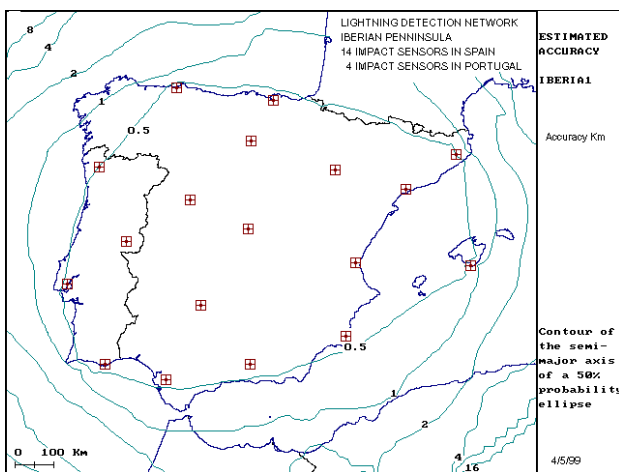 LIGHTNING DETECTION NETWORK
IBERIAN PENNINSULA
14 IMPACT SENSORS IN SPAIN
4 IMPACT SENSORS IN PORTUGAL
ESTIMATED
ACCURACY
IBERIA1
Accuracy Km
8
4
2
1
0.5
0.5
1
2
4
16
0 100 Km
Contour of
the semi-
major axis
of a 50%
probability
ellipse
4/5/99